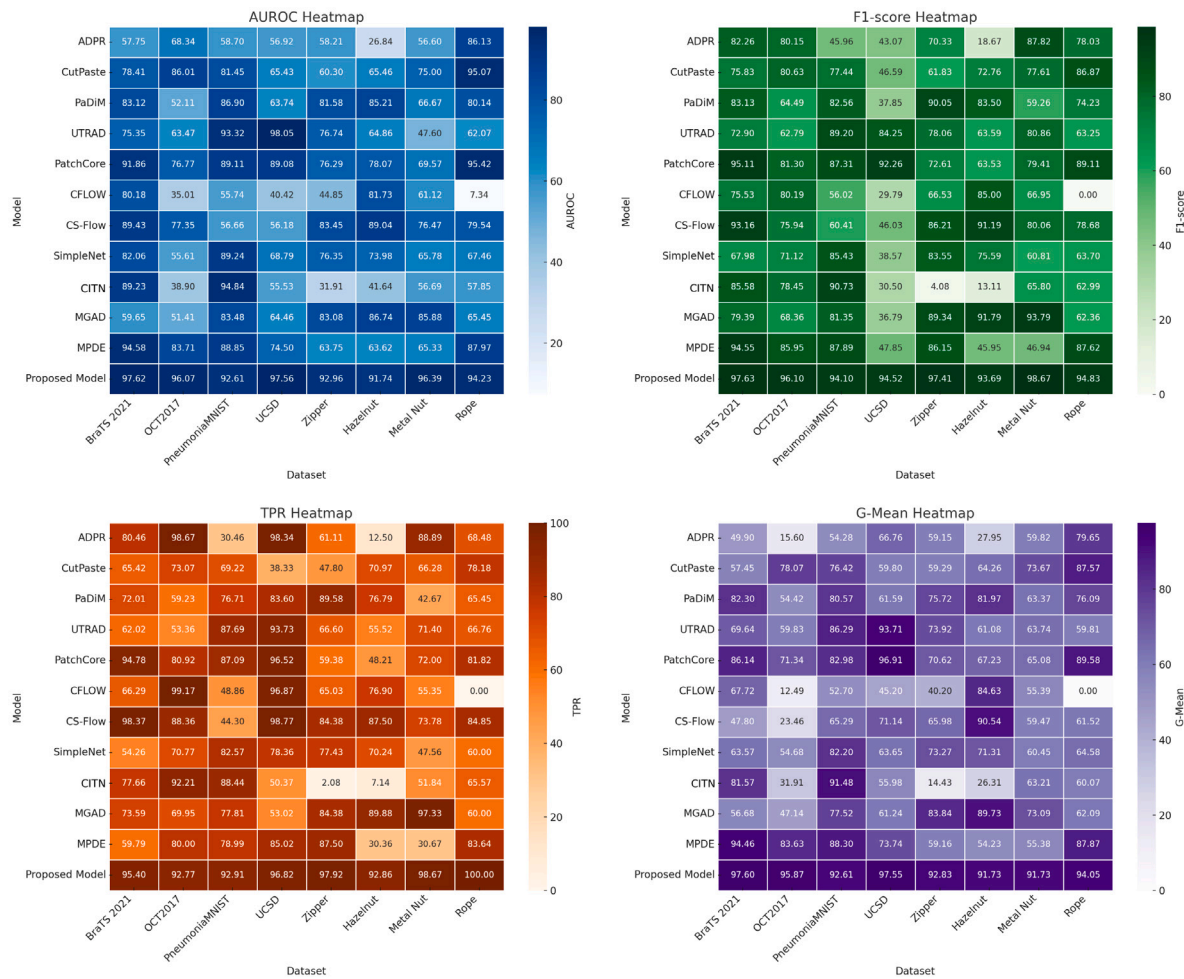 AUROC Heatmap
Model
ADPR 57.75 68.34 58.70 56.92 58.21 26.84 56.60 86.13
CutPaste 78.41 86.01 81.45 65.43 60.30 65.46 75.00 95.07
PaDiM 83.12 52.11 86.90 63.74 81.58 85.21 66.67 80.14
UTRAD 75.35 63.47 93.32 98.05 76.74 64.86 47.60 62.07
PatchCore 91.86 76.77 89.11 89.08 76.29 78.07 69.57 95.42
CFLOW 80.18 35.01 55.74 40.42 44.85 81.73 61.12 7.34
CS-Flow 89.43 77.35 56.66 56.18 83.45 89.04 76.47 79.54
SimpleNet 82.06 55.61 89.24 68.79 76.35 73.98 65.78 67.46
CITN 89.23 38.90 94.84 55.53 31.91 41.64 56.69 57.85
MGAD 59.65 51.41 83.48 64.46 83.08 86.74 85.88 65.45
MPDE 94.58 83.71 88.85 74.50 63.75 63.62 65.33 87.97
Proposed Model 97.62 96.07 92.61 97.56 92.96 91.74 96.39 94.23
BraTS 2021 OCT2017 PneumoniaMNIST UCSD Zipper Hazelnut Metal Nut Rope
Dataset
80
60
40
20
AUROC
F1-score Heatmap
Model
ADPR 82.26 80.15 45.96 43.07 70.33 18.67 87.82 78.03
CutPaste 75.83 80.63 77.44 46.59 61.83 72.76 77.61 86.87
PaDiM 83.13 64.49 82.56 37.85 90.05 83.50 59.26 74.23
UTRAD 72.90 62.79 89.20 84.25 78.06 63.59 80.86 63.25
PatchCore 95.11 81.30 87.31 92.26 72.61 63.53 79.41 89.11
CFLOW 75.53 80.19 56.02 29.79 66.53 85.00 66.95 0.00
CS-Flow 93.16 75.94 60.41 46.03 86.21 91.19 80.06 78.68
SimpleNet 67.98 71.12 85.43 38.57 83.55 75.59 60.81 63.70
CITN 85.58 78.45 90.73 30.50 4.08 13.11 65.80 62.99
MGAD 79.39 68.36 81.35 36.79 89.34 91.79 93.79 62.36
MPDE 94.55 85.95 87.89 47.85 86.15 45.95 46.94 87.62
Proposed Model 97.63 96.10 94.10 94.52 97.41 93.69 98.67 94.83
BraTS 2021 OCT2017 PneumoniaMNIST UCSD Zipper Hazelnut Metal Nut Rope
Dataset
80
60
40
20
0
F1-score
TPR Heatmap
Model
ADPR 80.46 98.67 30.46 98.34 61.11 12.50 88.89 68.48
CutPaste 65.42 73.07 69.22 38.33 47.80 70.97 66.28 78.18
PaDiM 72.01 59.23 76.71 83.60 89.58 76.79 42.67 65.45
UTRAD 62.02 53.36 87.69 93.73 66.60 55.52 71.40 66.76
PatchCore 94.78 80.92 87.09 96.52 59.38 48.21 72.00 81.82
CFLOW 66.29 99.17 48.86 96.87 65.03 76.90 55.35 0.00
CS-Flow 98.37 88.36 44.30 98.77 84.38 87.50 73.78 84.85
SimpleNet 54.26 70.77 82.57 78.36 77.43 70.24 47.56 60.00
CITN 77.66 92.21 88.44 50.37 2.08 7.14 51.84 65.57
MGAD 73.59 69.95 77.81 53.02 84.38 89.88 97.33 60.00
MPDE 59.79 80.00 78.99 85.02 87.50 30.36 30.67 83.64
Proposed Model 95.40 92.77 92.91 96.82 97.92 92.86 98.67 100.00
BraTS 2021 OCT2017 PneumoniaMNIST UCSD Zipper Hazelnut Metal Nut Rope
Dataset
100
80
60
40
20
0
TPR
G-Mean Heatmap
Model
ADPR 49.90 15.60 54.28 66.76 59.15 27.95 59.82 79.65
CutPaste 57.45 78.07 76.42 59.80 59.29 64.26 73.67 87.57
PaDiM 82.30 54.42 80.57 61.59 75.72 81.97 63.37 76.09
UTRAD 69.64 59.83 86.29 93.71 73.92 61.08 63.74 59.81
PatchCore 86.14 71.34 82.98 96.91 70.62 67.23 65.08 89.58
CFLOW 67.72 12.49 52.70 45.20 40.20 84.63 55.39 0.00
CS-Flow 47.80 23.46 65.29 71.14 65.98 90.54 59.47 61.52
SimpleNet 63.57 54.68 82.20 63.65 73.27 71.31 60.45 64.58
CITN 81.57 31.91 91.48 55.98 14.43 26.31 63.21 60.07
MGAD 56.68 47.14 77.52 61.24 83.84 89.73 73.09 62.09
MPDE 94.46 83.63 88.30 73.74 59.16 54.23 55.38 87.87
Proposed Model 97.60 95.87 92.61 96.82 92.83 91.73 91.73 94.05
BraTS 2021 OCT2017 PneumoniaMNIST UCSD Zipper Hazelnut Metal Nut Rope
Dataset
80
60
40
20
0
G-Mean